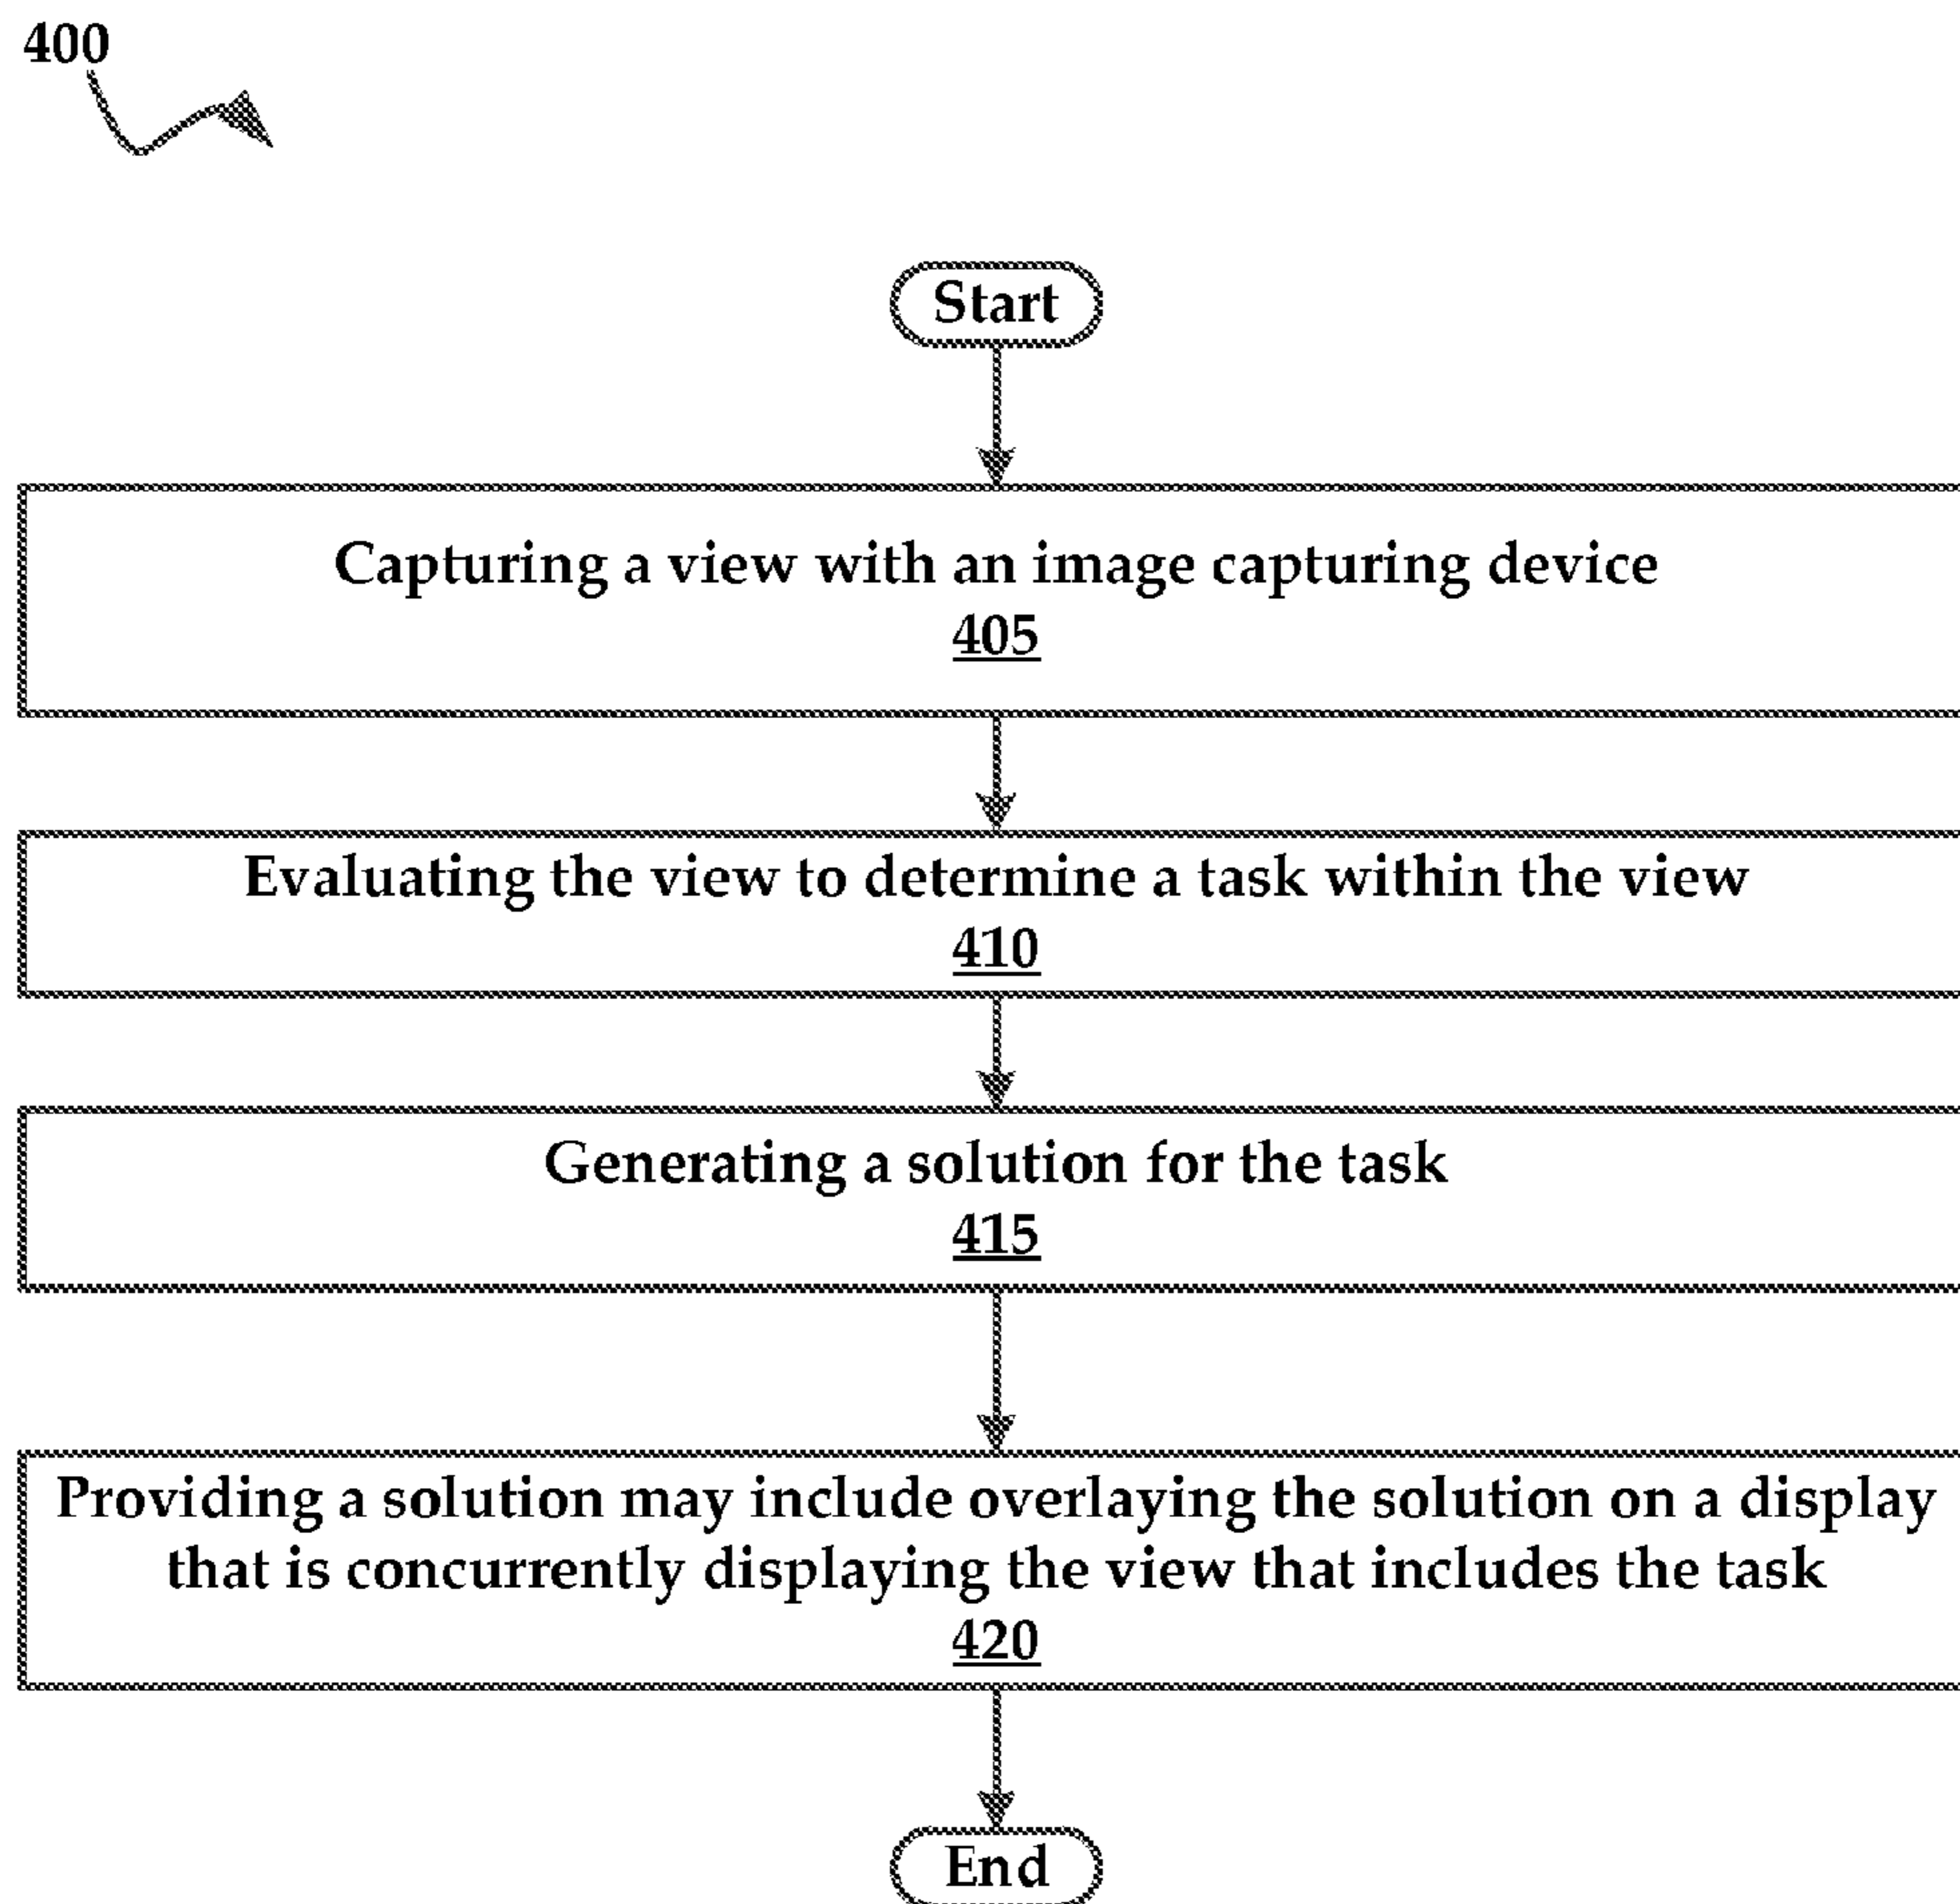 400
Start
Capturing a view with an image capturing device
405
Evaluating the view to determine a task within the view
410
Generating a solution for the task
415
Providing a solution may include overlaying the solution on a display
that is concurrently displaying the view that includes the task
420
End